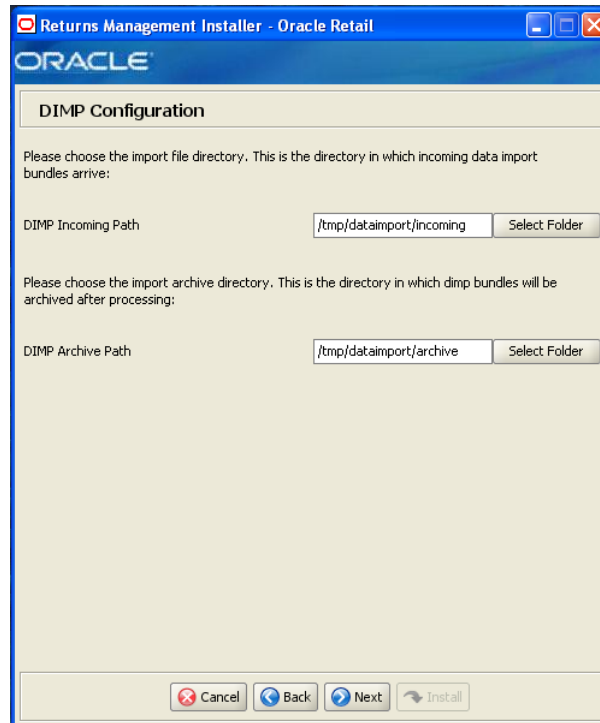 Returns Management Installer - Oracle Retail
ORACLE
DIMP Configuration
Please choose the import file directory. This is the directory in which incoming data import
bundles arrive:
DIMP Incoming Path /tmp/dataimport/incoming Select Folder
Please choose the import archive directory. This is the directory in which dimp bundles will be
archived after processing:
DIMP Archive Path /tmp/dataimport/archive Select Folder
Cancel Back Next Install